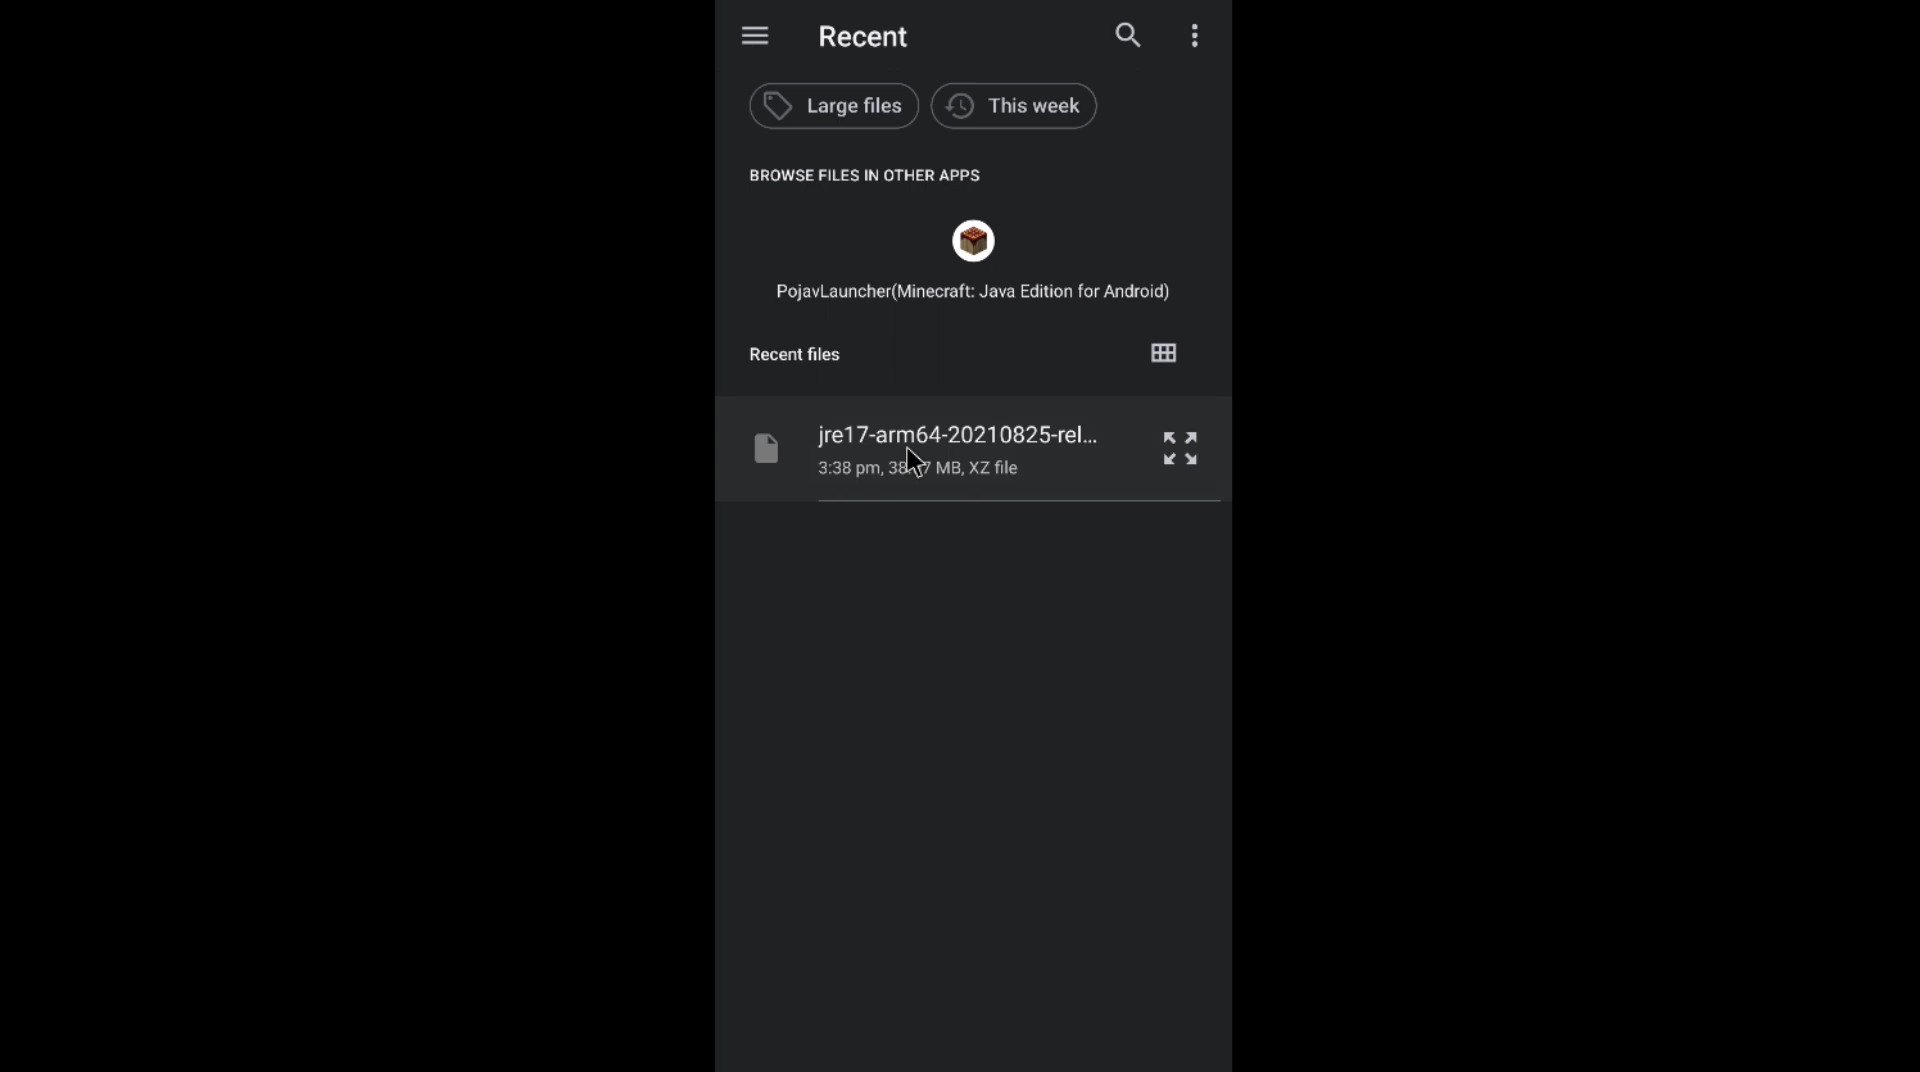 Recent
Large files
This week
BROWSE FILES IN OTHER APPS
PojavLauncher(Minecraft: Java Edition for Android)
Recent files
jre17-arm64-20210825-rel...
3:38 pm, MB, XZ file